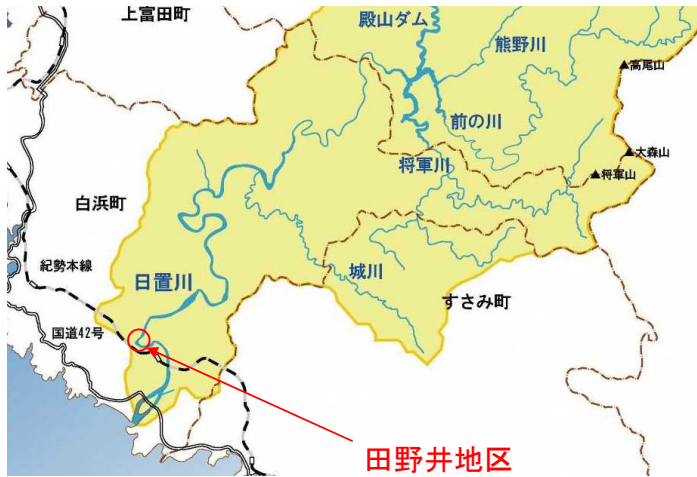 上富田町
殿山ダム
熊野川
▲高尾山
前の川
▲大森山
将軍川
▲将軍山
白浜町
紀勢本線
日置川
城川
すさみ町
国道42号
田野井地区